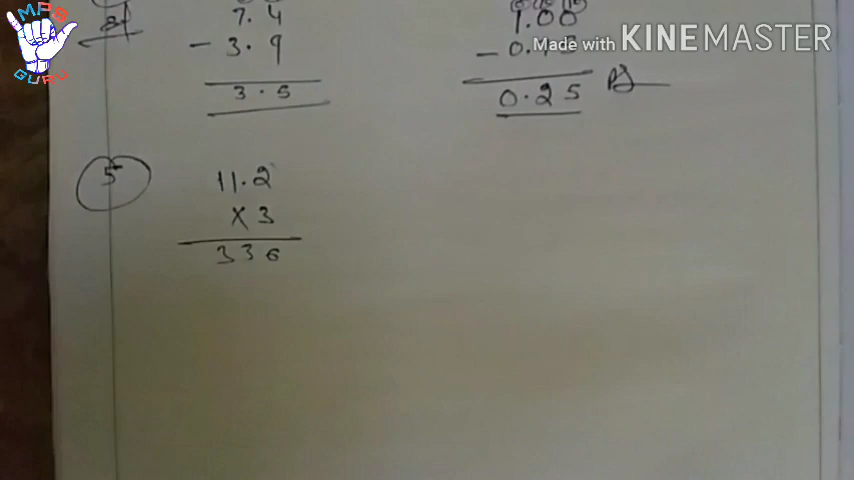 MPS
GURU
7.4
- 3.9
3.5
1.00
Made with KINEMASTER
0.25
5
11.2
X 3
336